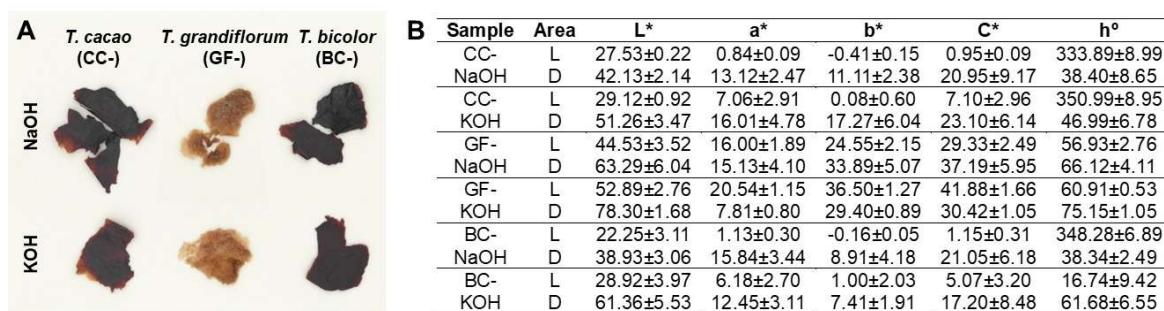 A
T. cacao T. grandiflorum T. bicolor
(CC-) (GF-) (BC-)
NaOH
KOH
B
Sample Area L* a* b* C* hº
CC- L 27.53±0.22 0.84±0.09 -0.41±0.15 0.95±0.09 333.89±8.99
NaOH D 42.13±2.14 13.12±2.47 11.11±2.38 20.95±9.17 38.40±8.65
CC- L 29.12±0.92 7.06±2.91 0.08±0.60 7.10±2.96 350.99±8.95
KOH D 51.26±3.47 16.01±4.78 17.27±6.04 23.10±6.14 46.99±6.78
GF- L 44.53±3.52 16.00±1.89 24.55±2.15 29.33±2.49 56.93±2.76
NaOH D 63.29±6.04 15.13±4.10 33.89±5.07 37.19±5.95 66.12±4.11
GF- L 52.89±2.76 20.54±1.15 36.50±1.27 41.88±1.66 60.91±0.53
KOH D 78.30±1.68 7.81±0.80 29.40±0.89 30.42±1.05 75.15±1.05
BC- L 22.25±3.11 1.13±0.30 -0.16±0.05 1.15±0.31 348.28±6.89
NaOH D 38.93±3.06 15.84±3.44 8.91±4.18 21.05±6.18 38.34±2.49
BC- L 28.92±3.97 6.18±2.70 1.00±2.03 5.07±3.20 16.74±9.42
KOH D 61.36±5.53 12.45±3.11 7.41±1.91 17.20±8.48 61.68±6.55